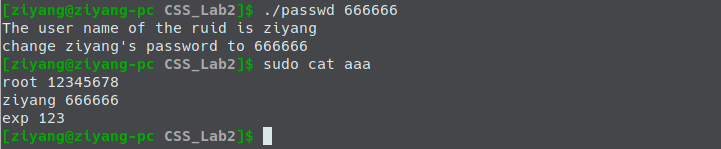 [ziyang@ziyang-pc CSS_Lab2]$ ./passwd 666666
The user name of the ruid is ziyang
change ziyang's password to 666666
[ziyang@ziyang-pc CSS_Lab2]$ sudo cat aaa
root 12345678
ziyang 666666
exp 123
[ziyang@ziyang-pc CSS_Lab2]$